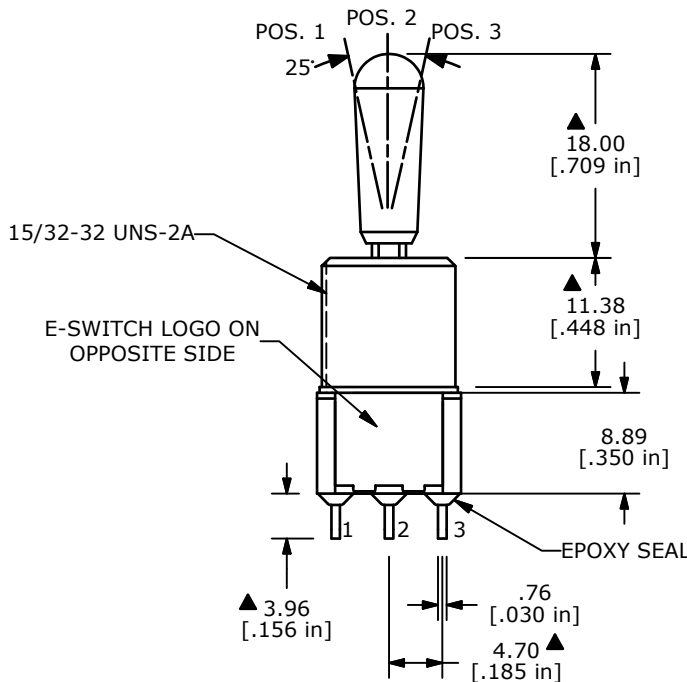 POS. 1
POS. 2
POS. 3
25°
▲
18.00
[.709 in]
15/32-32 UNS-2A
▲
11.38
[.448 in]
E-SWITCH LOGO ON
OPPOSITE SIDE
8.89
[.350 in]
1
2
3
EPOXY SEAL
▲ 3.96
[.156 in]
.76
[.030 in]
4.70 ▲
[.185 in]